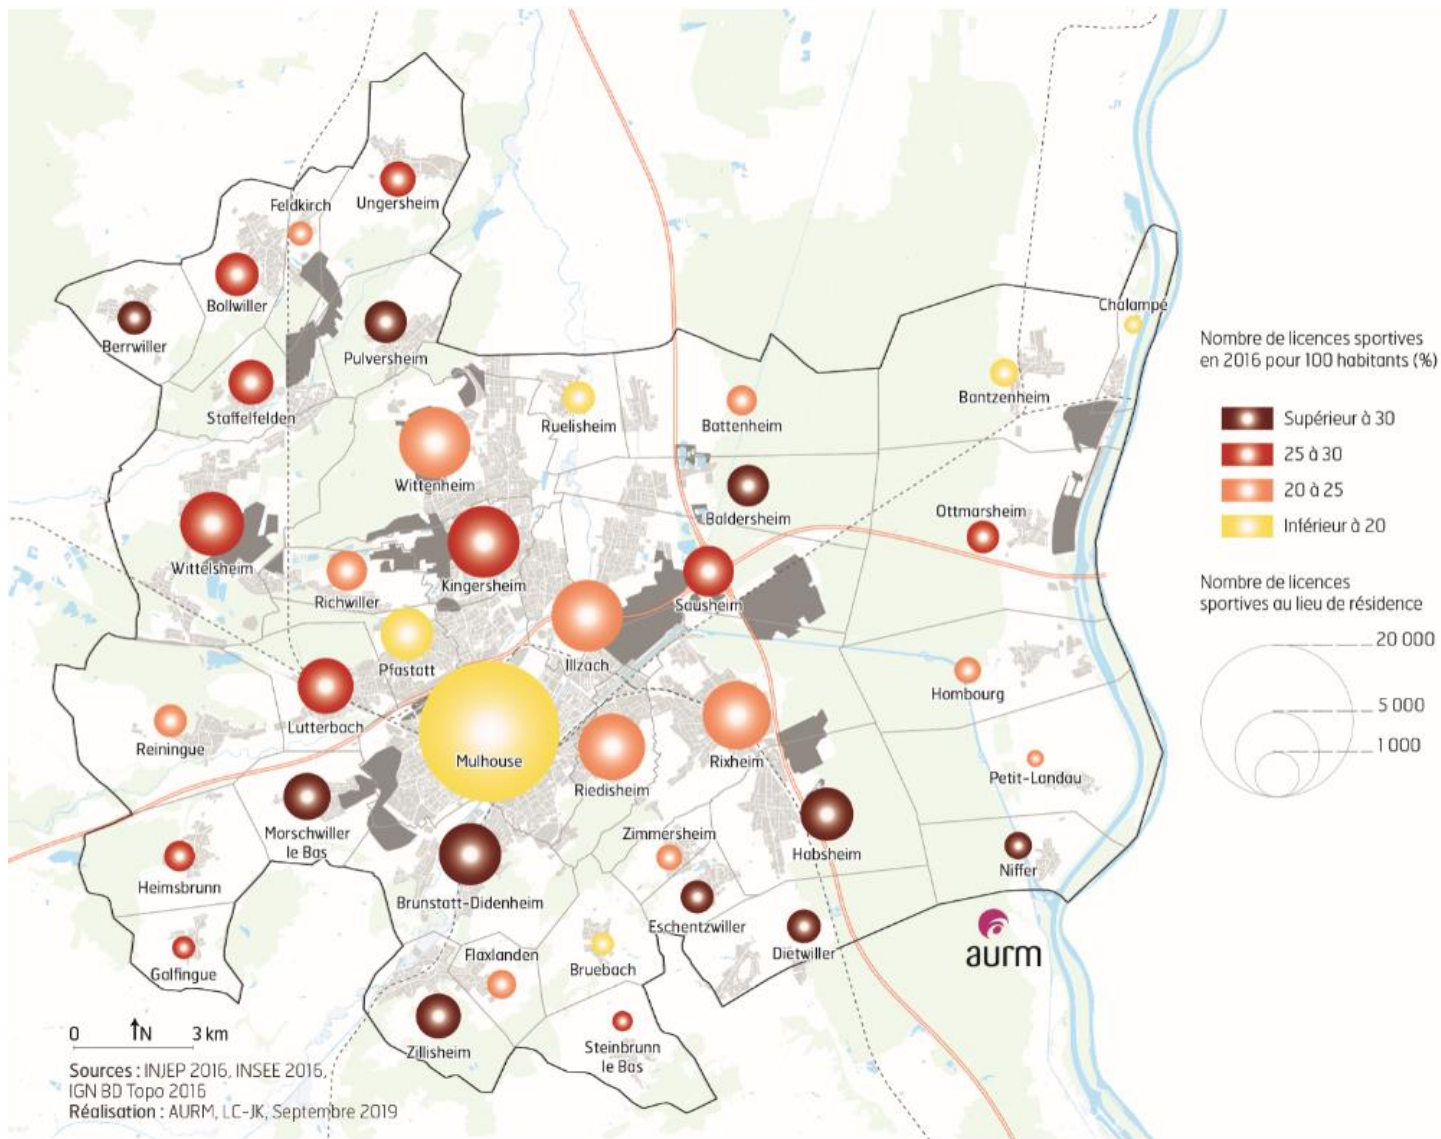 Ungersheim
Feldkirch
Bollwiller
Berrwiller
Pulversheim
Staffelfelden
Ruelisheim
Battenheim
Bantzenheim
Chalampé
Wittenheim
Baldersheim
Ottmarsheim
Wittelsheim
Richwiller
Kingersheim
Sausheim
Pfastatt
Illzach
Hombourg
Lutterbach
Reiningue
Mulhouse
Riedisheim
Rixheim
Petit-Landau
Morschwiller
le Bas
Zimmersheim
Habsheim
Niffer
Heimsbrunn
Brunstatt-Didenheim
Eschentzwiller
Dietwiller
Galfingue
Flaxlanden
Bruebach
Zillisheim
Steinbrunn
le Bas
aurm
Nombre de licences sportives
en 2016 pour 100 habitants (%)
Supérieur à 30
25 à 30
20 à 25
Inférieur à 20
Nombre de licences
sportives au lieu de résidence
20 000
5 000
1 000
0 N 3 km
Sources : INJEP 2016, INSEE 2016,
IGN BD Topo 2016
Réalisation : AURM, LC-JK, Septembre 2019